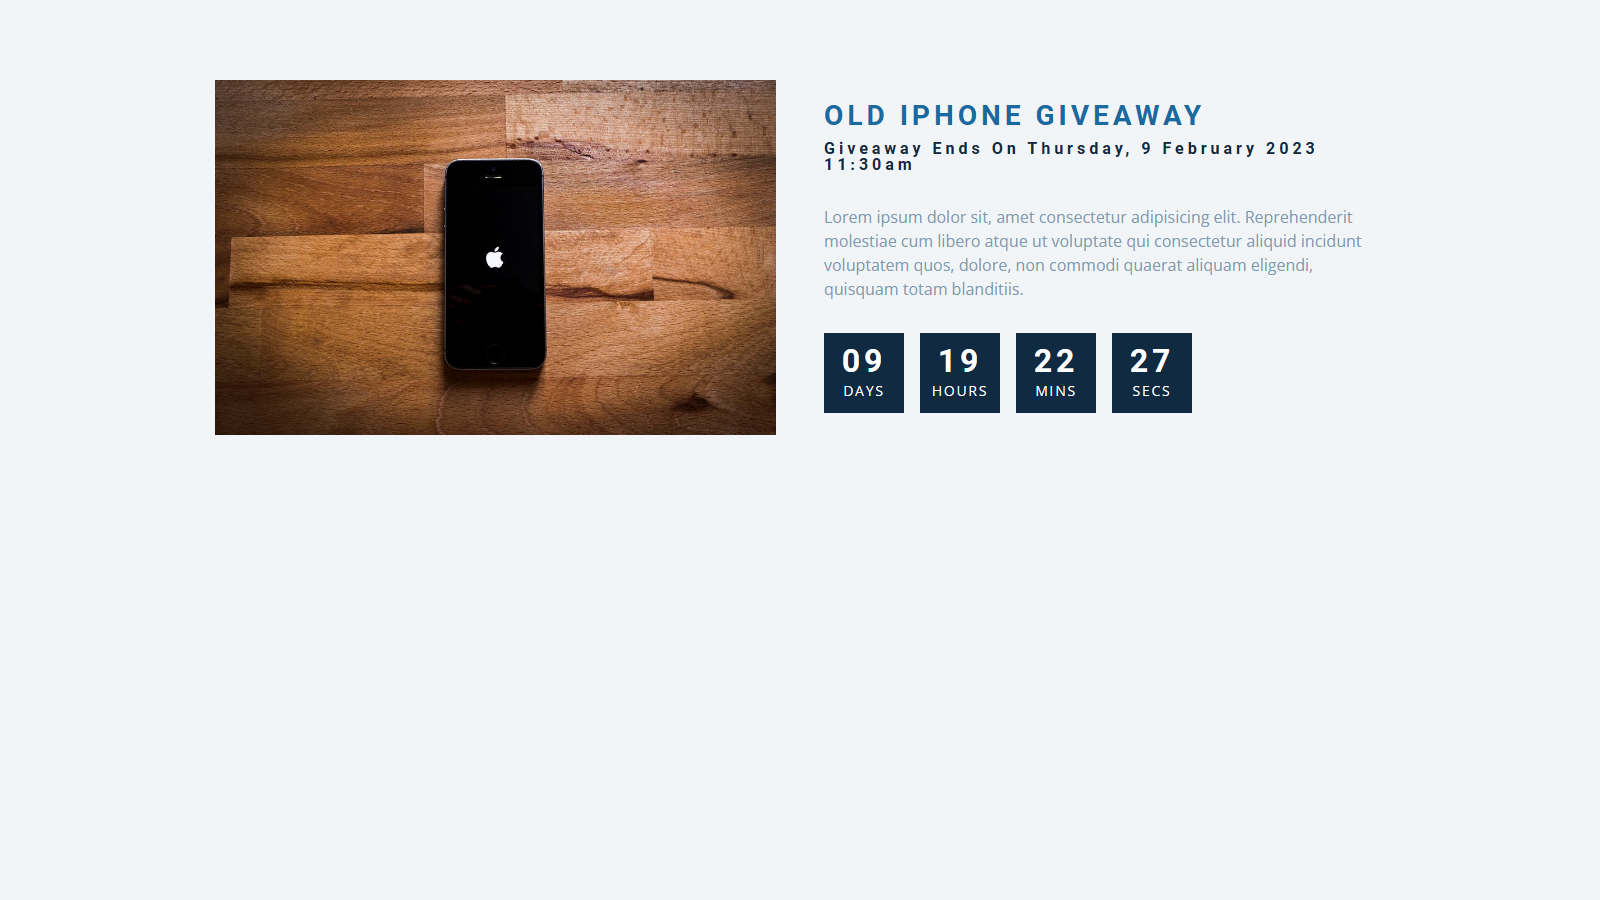 OLD IPHONE GIVEAWAY
Giveaway Ends On Thursday, 9 February 2023
11:30am
Lorem ipsum dolor sit, amet consectetur adipisicing elit. Reprehenderit
molestiae cum libero atque ut voluptate qui consectetur aliquid incidunt
voluptatem quos, dolore, non commodi quaerat aliquam eligendi,
quisquam totam blanditiis.
09 19 22 27
DAYS HOURS MINS SECS